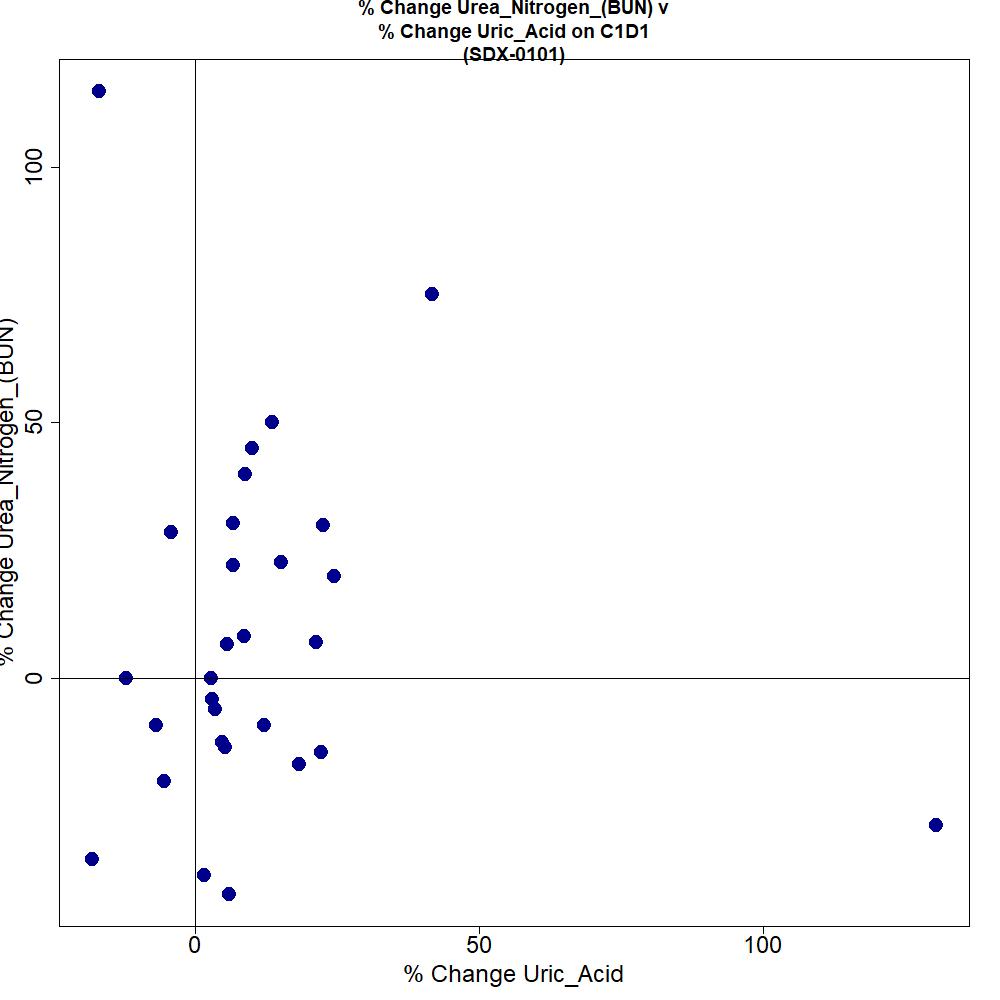 % Change Urea_Nitrogen_(BUN) v
% Change Uric_Acid on C1D1
(SDX-0101)
% Change Urea_Nitrogen_(BUN)
100
50
0
0
50
100
% Change Uric_Acid